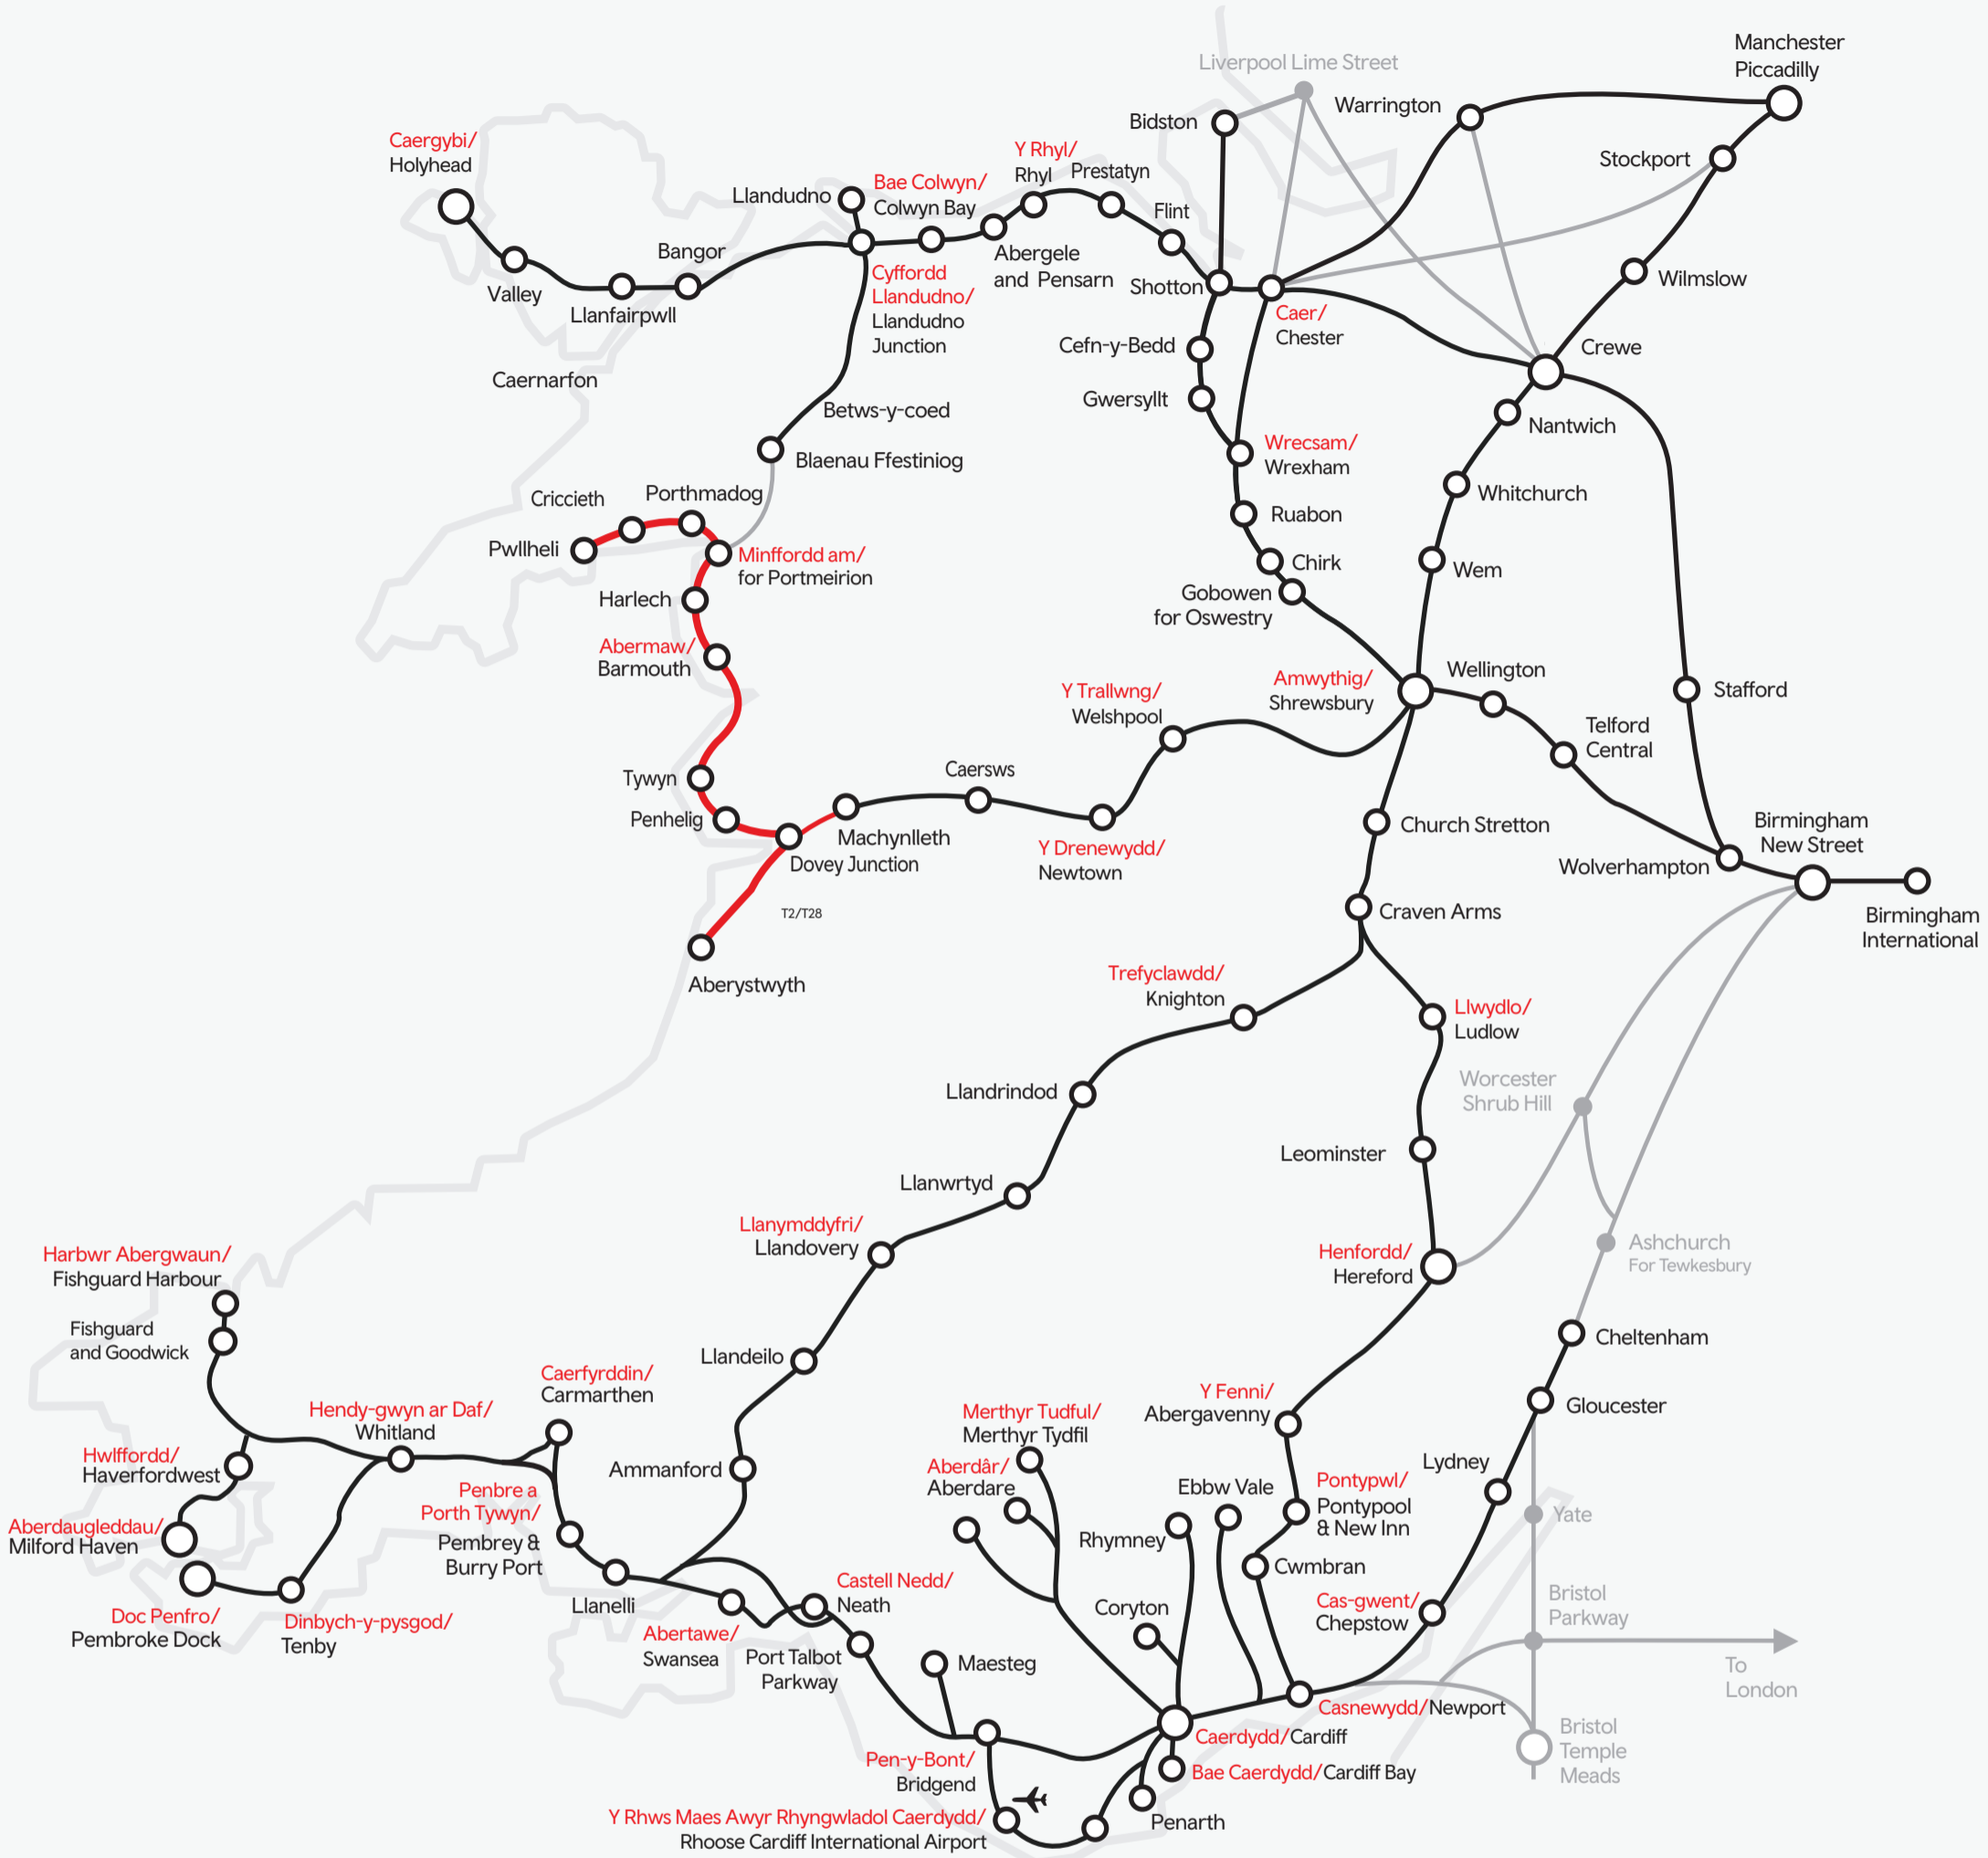 Manchester
Piccadilly
Liverpool Lime Street
Warrington
Bidston
Stockport
Caergybi/
Holyhead
Y Rhyl/
Rhyl
Prestatyn
Llandudno
Bae Colwyn/
Colwyn Bay
Flint
Bangor
Abergele
and Pensarn
Valley
Llanfairpwll
Cyffordd
Llandudno/
Llandudno
Junction
Shotton
Caer/
Chester
Wilmslow
Crewe
Cefn-y-Bedd
Caernarfon
Gwersyllt
Betws-y-coed
Nantwich
Blaenau Ffestiniog
Wrecsam/
Wrexham
Criccieth
Porthmadog
Whitchurch
Ruabon
Pwllheli
Minffordd am/
for Portmeirion
Chirk
Wem
Harlech
Gobowen
for Oswestry
Abermaw/
Barmouth
Y Trallwng/
Welshpool
Amwythig/
Shrewsbury
Wellington
Stafford
Telford
Central
Tywyn
Caersws
Penhelig
Machynlleth
Dovey Junction
Y Drenewydd/
Newtown
Church Stretton
Birmingham
New Street
Wolverhampton
T2/T28
Craven Arms
Birmingham
International
Aberystwyth
Trefyclawdd/
Knighton
Llwydlo/
Ludlow
Llandrindod
Worcester
Shrub Hill
Leominster
Llanwrtyd
Llanymddyfri/
Llandovery
Henfordd/
Hereford
Ashchurch
For Tewkesbury
Harbwr Abergwaun/
Fishguard Harbour
Fishguard
and Goodwick
Cheltenham
Llandeilo
Caerfyrddin/
Carmarthen
Y Fenni/
Abergavenny
Gloucester
Hendy-gwyn ar Daf/
Whitland
Merthyr Tudful/
Merthyr Tydfil
Hwlffordd/
Haverfordwest
Ammanford
Aberdâr/
Aberdare
Ebbw Vale
Lydney
Pontypwl/
Pontypool
& New Inn
Penbre a
Porth Tywyn/
Pembrey &
Burry Port
Yate
Aberdaugleddau/
Milford Haven
Rhymney
Cwmbran
Llanelli
Castell Nedd/
Neath
Coryton
Cas-gwent/
Chepstow
Bristol
Parkway
Doc Penfro/
Pembroke Dock
Dinbych-y-pysgod/
Tenby
Abertawe/
Swansea
Port Talbot
Parkway
Maesteg
To
London
Casnewydd/Newport
Caerdydd/Cardiff
Bristol
Temple
Meads
Pen-y-Bont/
Bridgend
Bae Caerdydd/Cardiff Bay
Y Rhws Maes Awyr Rhyngwladol Caerdydd/
Rhoose Cardiff International Airport
Penarth